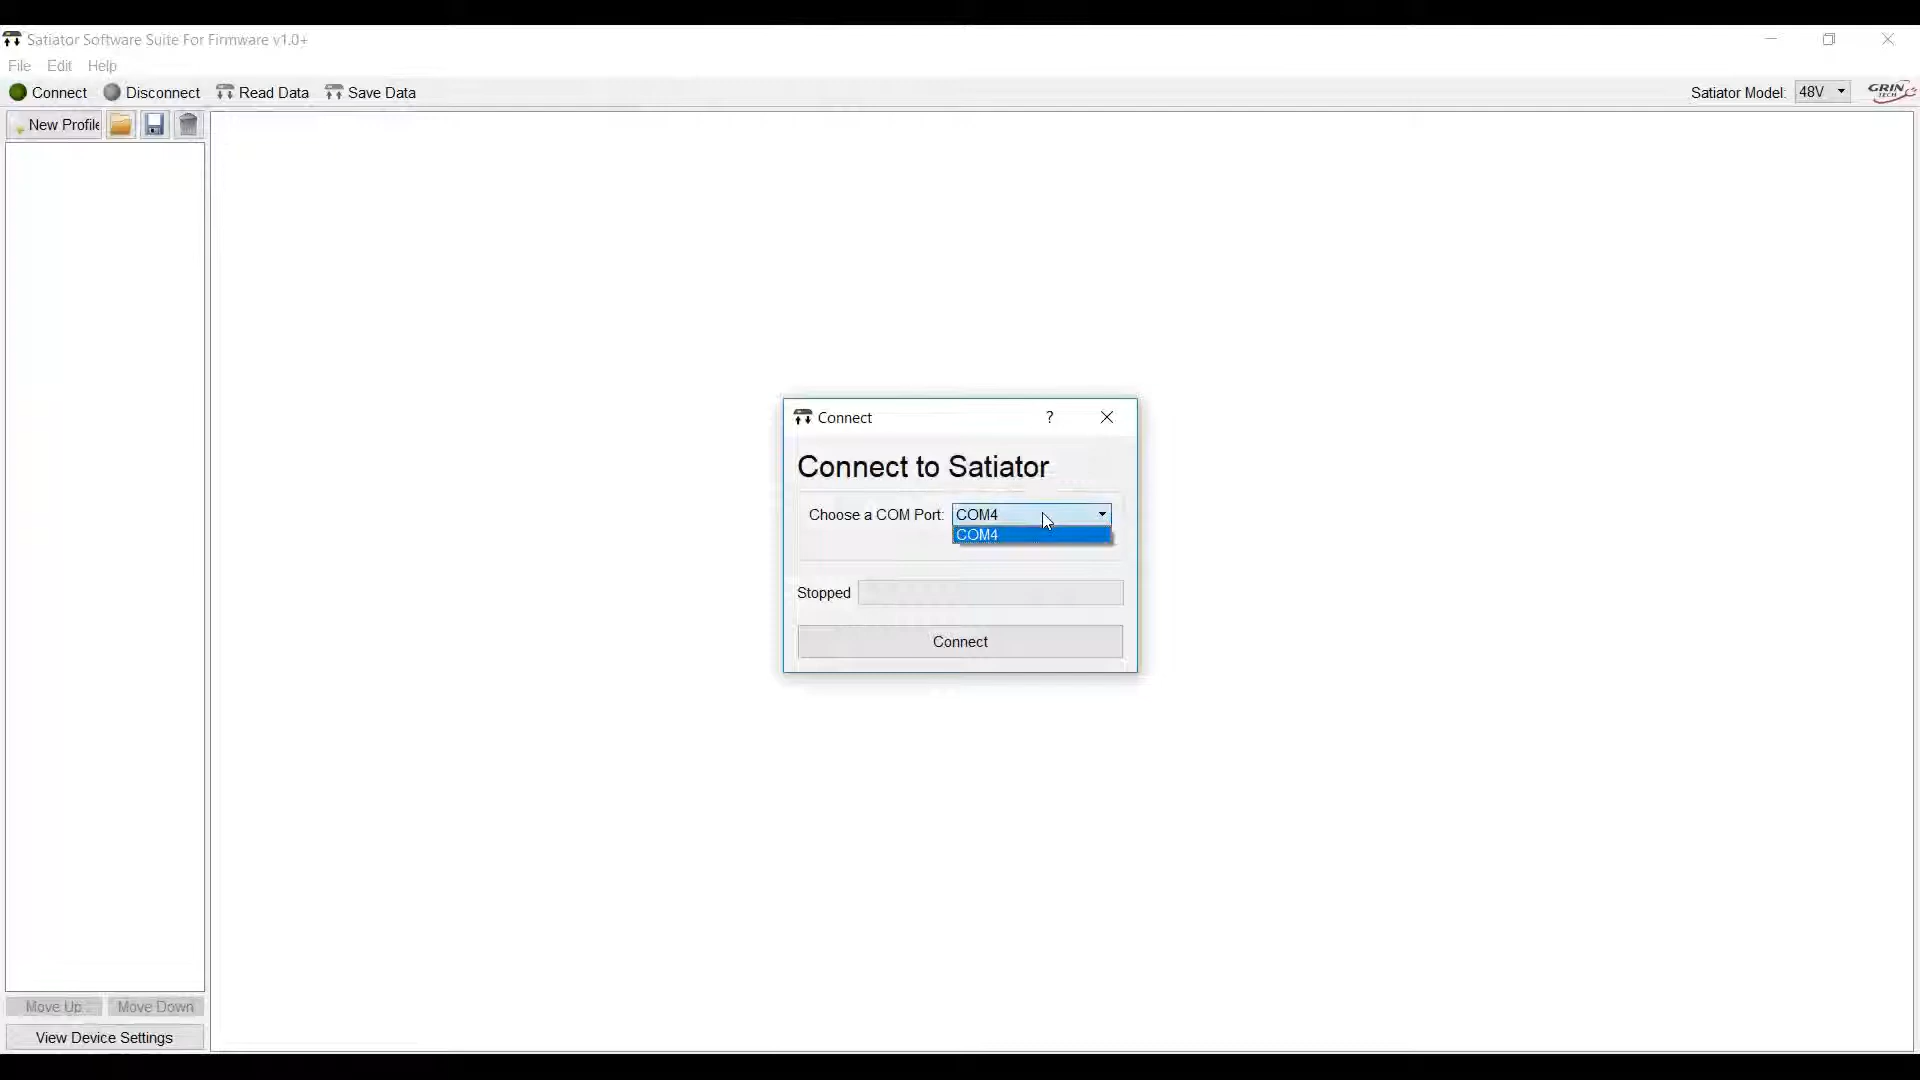 Satiator Software Suite For Firmware v1.0+
File Edit Help
Connect Disconnect Read Data Save Data Satiator Model: 48V GRIN TECH
New Profile
Connect ?
Connect to Satiator
Choose a COM Port: COM4
COM4
Stopped
Connect
Move Up Move Down
View Device Settings